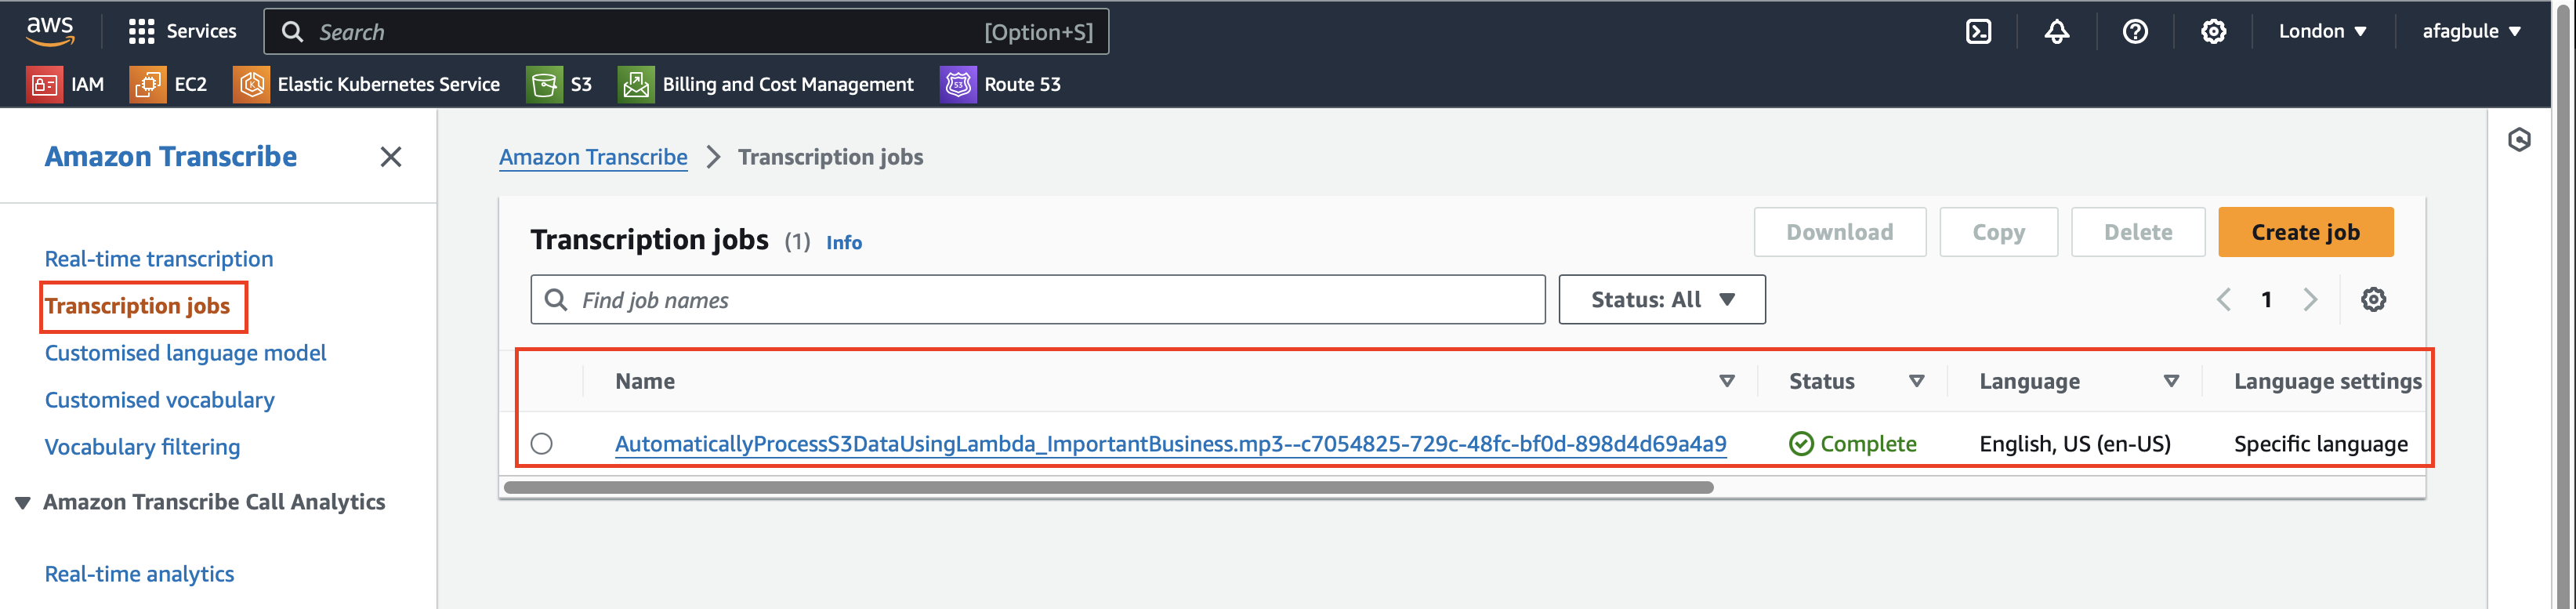 aws Services Search [Option+S] London afagbule
IAM EC2 Elastic Kubernetes Service S3 Billing and Cost Management 53 Route 53
Amazon Transcribe
Real-time transcription
Transcription jobs
Customised language model
Customised vocabulary
Vocabulary filtering
Amazon Transcribe Call Analytics
Real-time analytics
Amazon Transcribe > Transcription jobs
Transcription jobs (1) Info Download Copy Delete Create job
Find job names Status: All 1
Name Status Language Language settings
AutomaticallyProcessS3DataUsingLambda_ImportantBusiness.mp3--c7054825-729c-48fc-bf0d-898d4d69a4a9 Complete English, US (en-US) Specific language